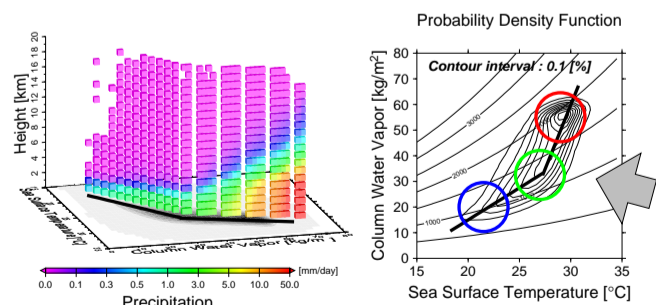 Probability Density Function
Height [km]
20
18
16
14
12
10
8
6
4
2
Sea Surface Temperature [°C]
Column Water Vapor [kg/m²]
[mm/day]
0.0 0.1 0.3 0.5 1.0 3.0 5.0 10.0 50.0
Precipitation
Contour interval : 0.1 [%]
Column Water Vapor [kg/m²]
80
70
60
50
40
30
20
10
0
3000
2000
1000
15 20 25 30 35
Sea Surface Temperature [°C]